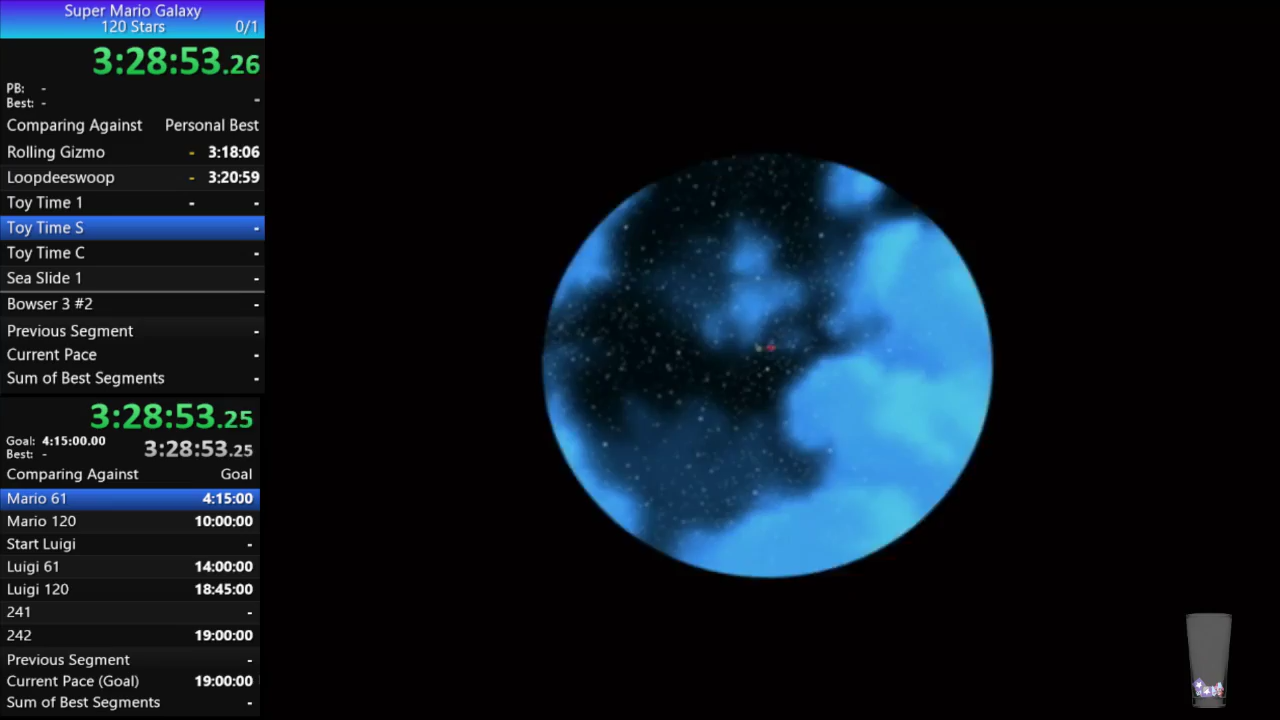 Super Mario Galaxy
120 Stars 0/1
3:28:53.26
PB: -
Best: - -
Comparing Against Personal Best
Rolling Gizmo - 3:18:06
Loopdeeswoop - 3:20:59
Toy Time 1 - -
Toy Time S -
Toy Time C -
Sea Slide 1 -
Bowser 3 #2 -
Previous Segment -
Current Pace -
Sum of Best Segments -
3:28:53.25
Goal: 4:15:00.00
Best: - 3:28:53.25
Comparing Against Goal
Mario 61 4:15:00
Mario 120 10:00:00
Start Luigi -
Luigi 61 14:00:00
Luigi 120 18:45:00
241 -
242 19:00:00
Previous Segment -
Current Pace (Goal) 19:00:00
Sum of Best Segments -